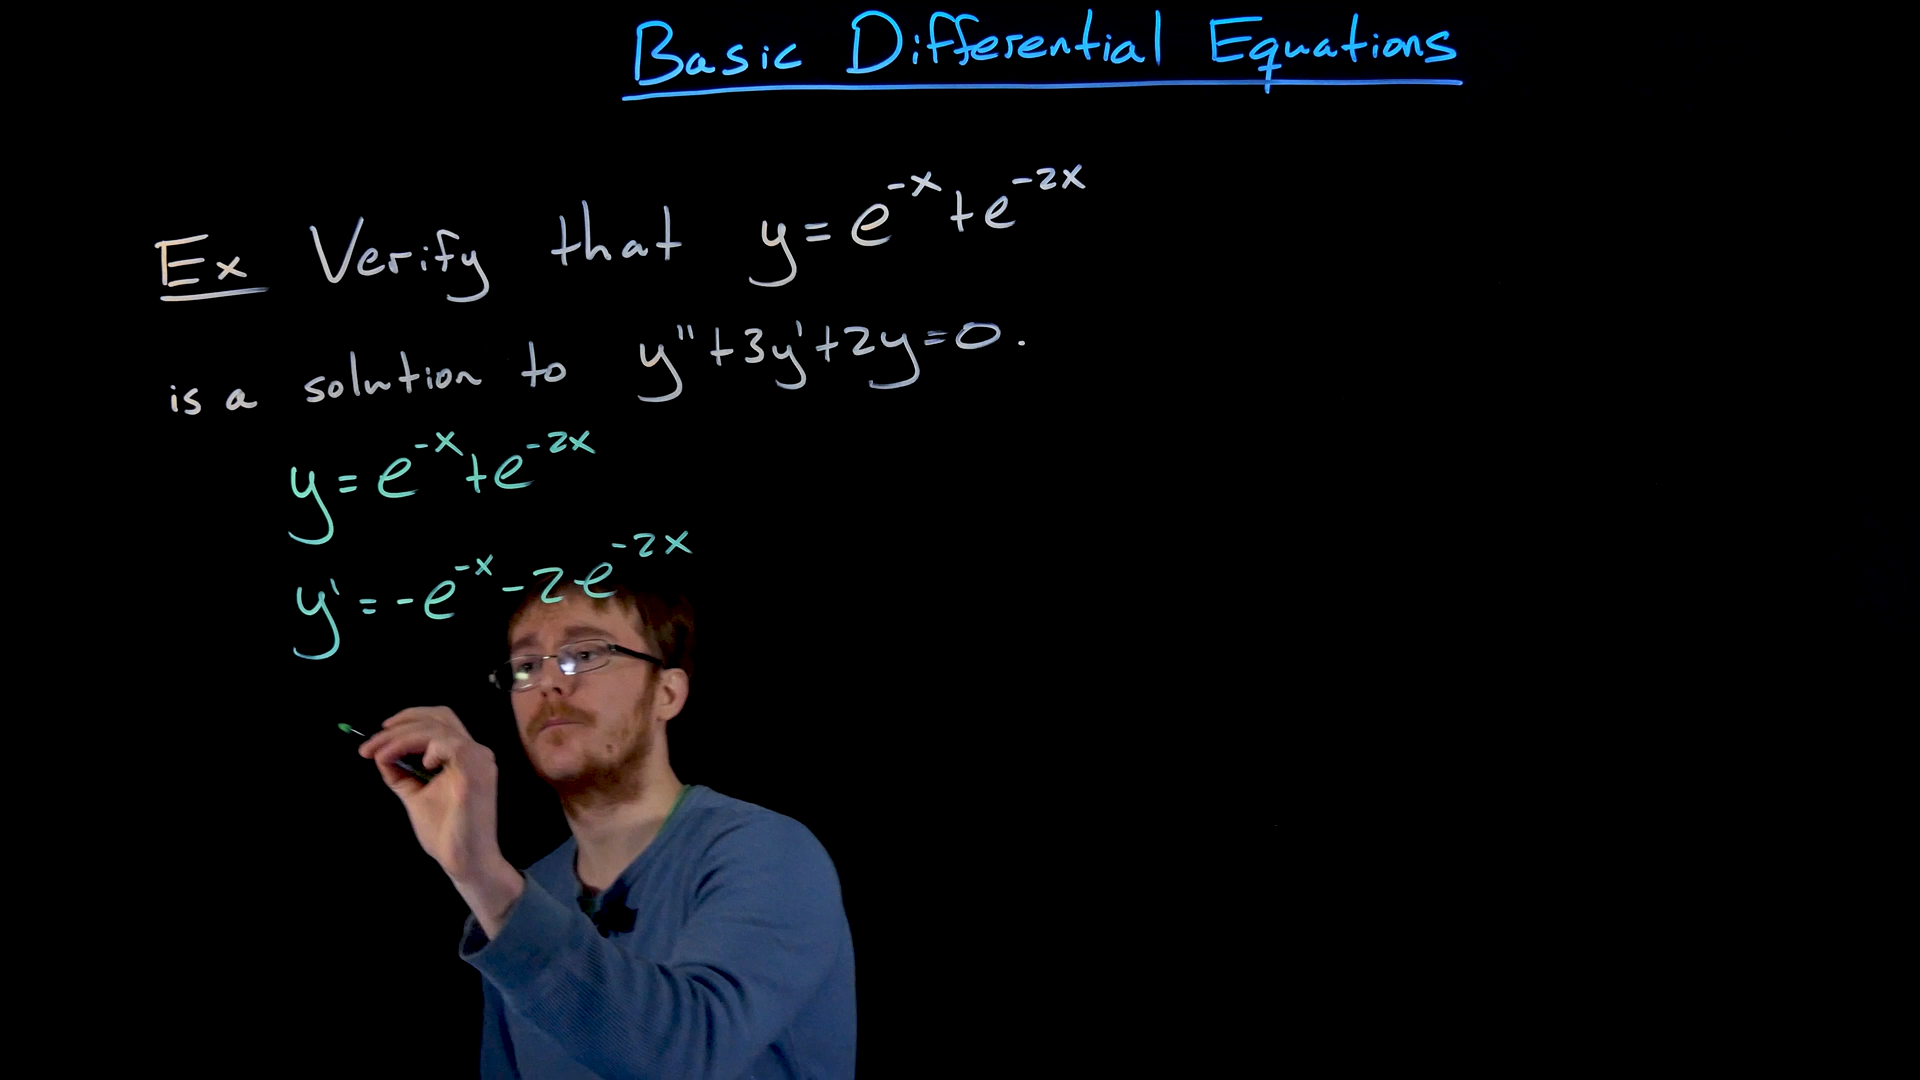 Basic Differential Equations
Ex Verify that y = e^{-x} + e^{-2x}
is a solution to y'' + 3y' + 2y = 0.
y = e^{-x} + e^{-2x}
y' = -e^{-x} - 2e^{-2x}